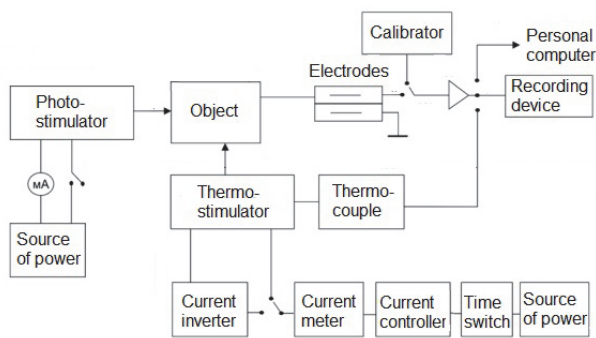 Calibrator
Personal
computer
Electrodes
Photo-
stimulator
Object
Recording
device
мА
Thermo-
stimulator
Thermo-
couple
Source
of power
Current
inverter
Current
meter
Current
controller
Time
switch
Source
of power